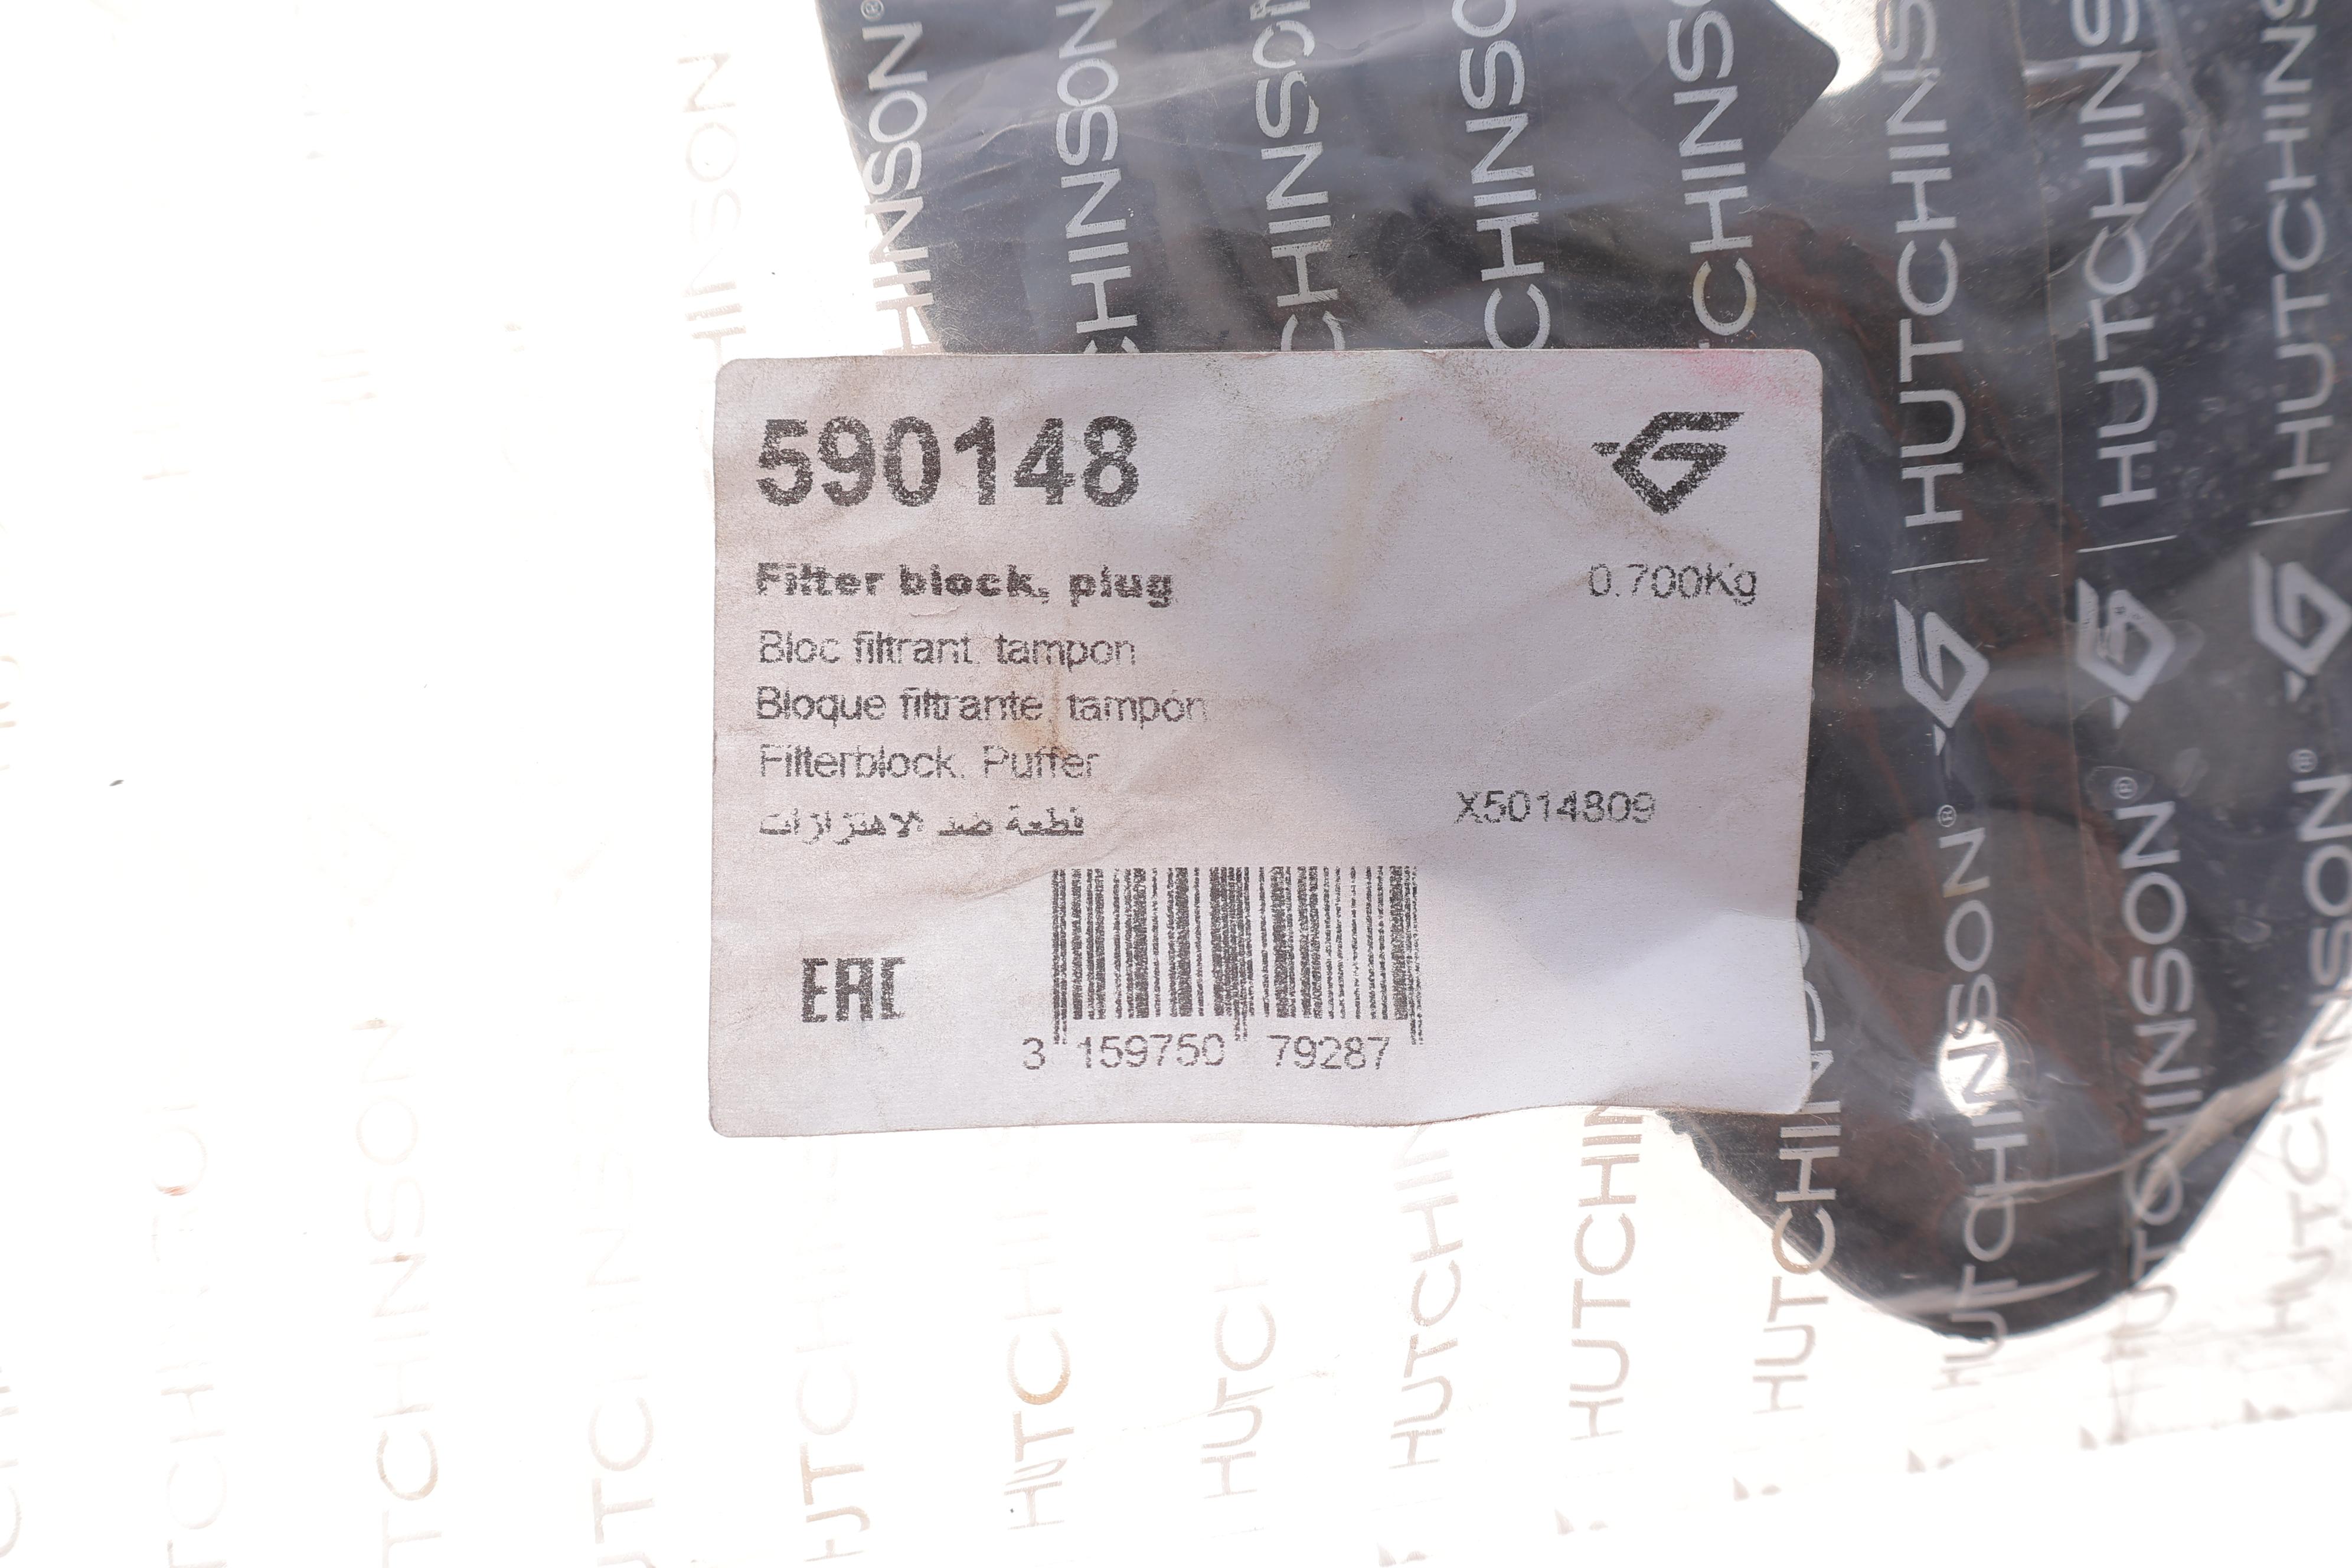 590148
Filter block, plug
0.700Kg
Bloc filtrant, tampon
Bloque filtrante, tampón
Filterblock, Puffer
قطعة ضد الاهتزازات
X5014809
EAC
3 159750 79287
HUTCHINSON®
HUTCHINSON®
HUTCHINSON